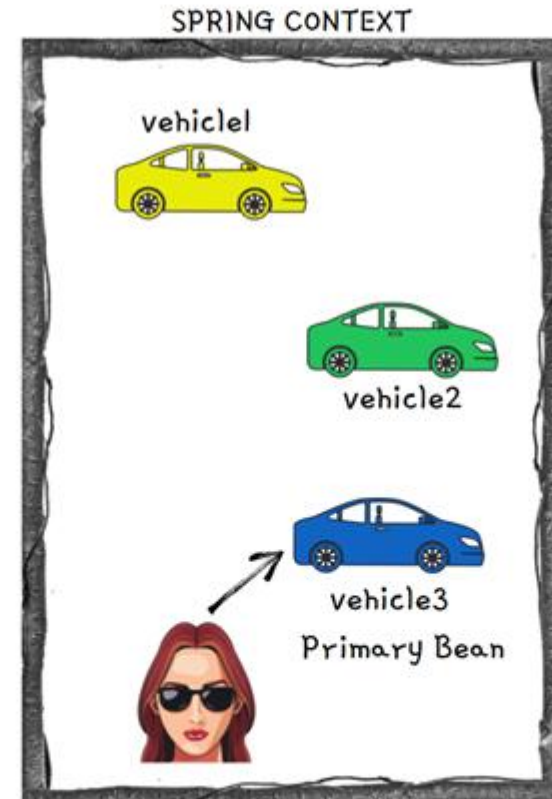 SPRING CONTEXT
vehicle1
vehicle2
vehicle3
Primary Bean